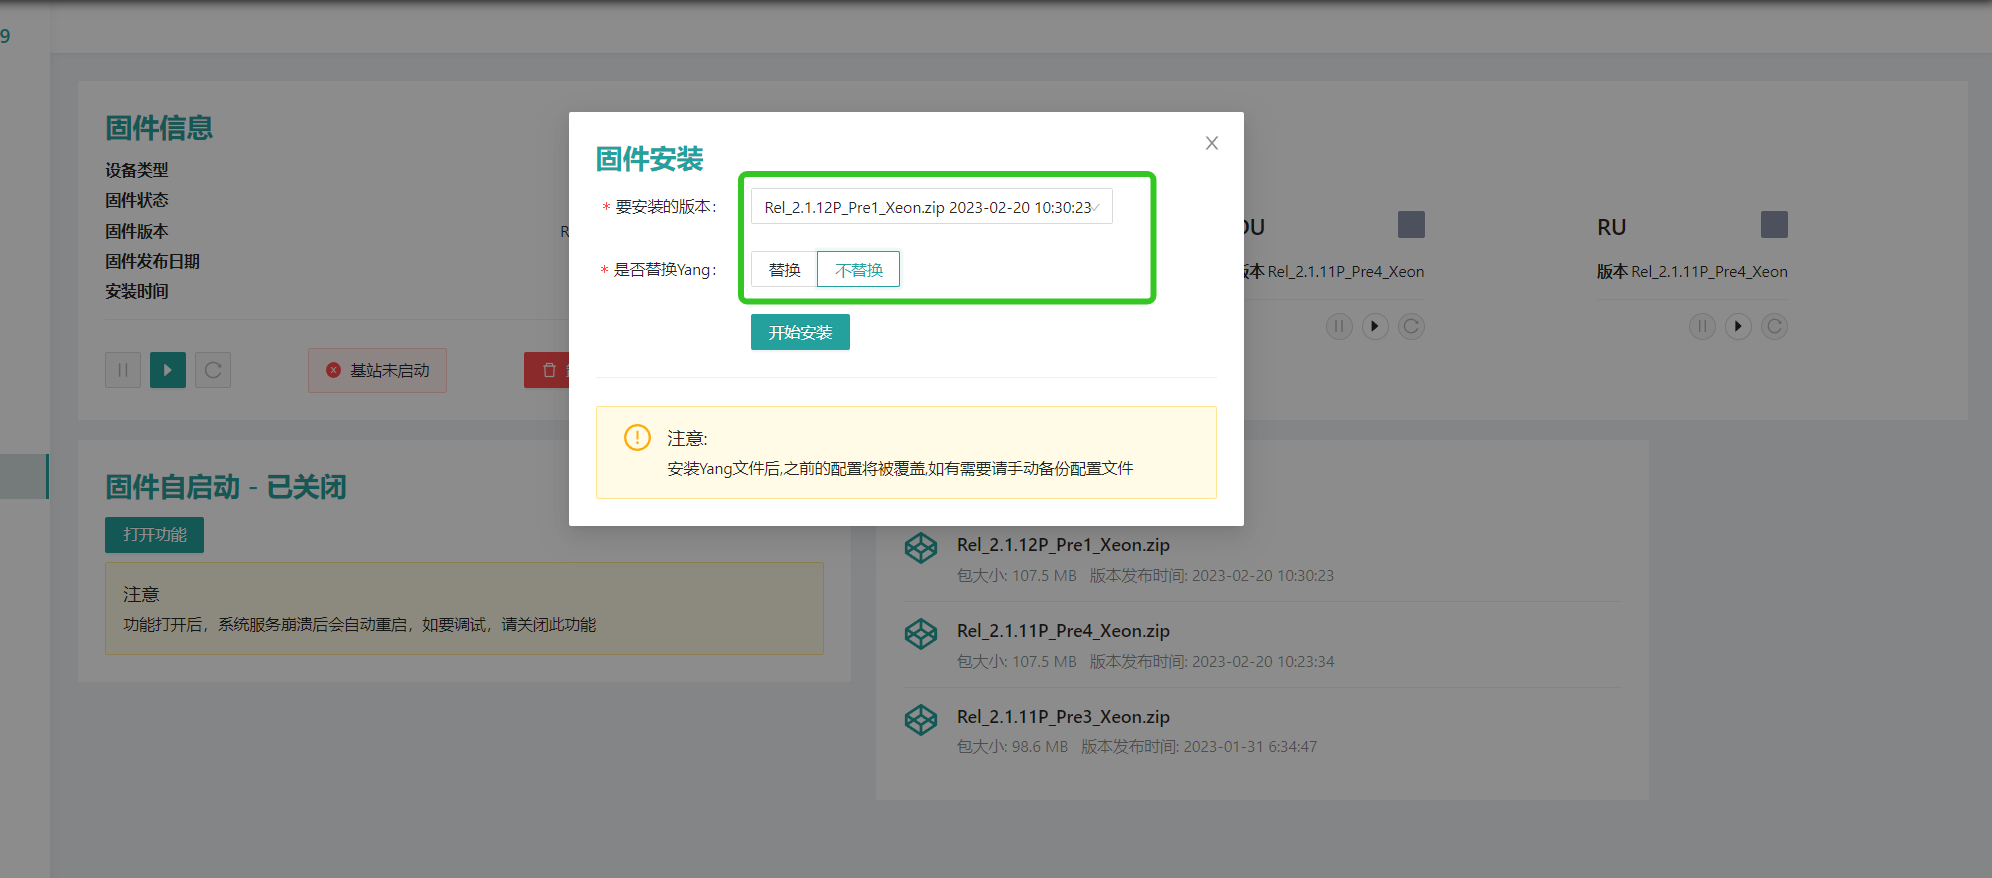 9
固件信息
设备类型
固件状态
固件版本
R
固件发布日期
安装时间
基站未启动
固件安装
* 要安装的版本:
Rel_2.1.12P_Pre1_Xeon.zip 2023-02-20 10:30:23
* 是否替换Yang:
替换
不替换
开始安装
注意:
安装Yang文件后,之前的配置将被覆盖,如有需要请手动备份配置文件
DU
版本 Rel_2.1.11P_Pre4_Xeon
RU
版本 Rel_2.1.11P_Pre4_Xeon
固件自启动 - 已关闭
打开功能
注意
功能打开后，系统服务崩溃后会自动重启，如要调试，请关闭此功能
Rel_2.1.12P_Pre1_Xeon.zip
包大小: 107.5 MB 版本发布时间: 2023-02-20 10:30:23
Rel_2.1.11P_Pre4_Xeon.zip
包大小: 107.5 MB 版本发布时间: 2023-02-20 10:23:34
Rel_2.1.11P_Pre3_Xeon.zip
包大小: 98.6 MB 版本发布时间: 2023-01-31 6:34:47